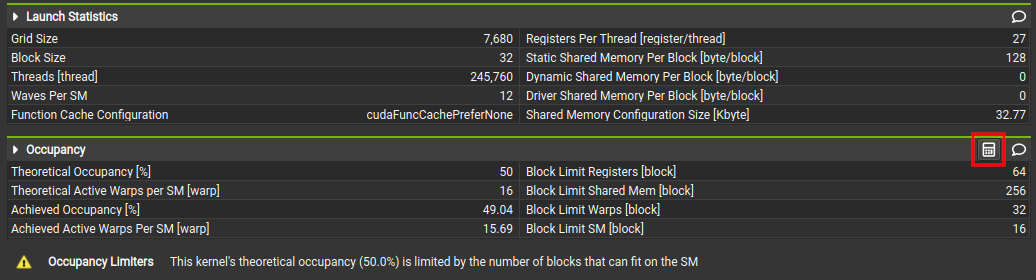 Launch Statistics
Grid Size 7,680 Registers Per Thread [register/thread] 27
Block Size 32 Static Shared Memory Per Block [byte/block] 128
Threads [thread] 245,760 Dynamic Shared Memory Per Block [byte/block] 0
Waves Per SM 12 Driver Shared Memory Per Block [byte/block] 0
Function Cache Configuration cudaFuncCachePreferNone Shared Memory Configuration Size [Kbyte] 32.77
Occupancy
Theoretical Occupancy [%] 50 Block Limit Registers [block] 64
Theoretical Active Warps per SM [warp] 16 Block Limit Shared Mem [block] 256
Achieved Occupancy [%] 49.04 Block Limit Warps [block] 32
Achieved Active Warps Per SM [warp] 15.69 Block Limit SM [block] 16
Occupancy Limiters This kernel's theoretical occupancy (50.0%) is limited by the number of blocks that can fit on the SM